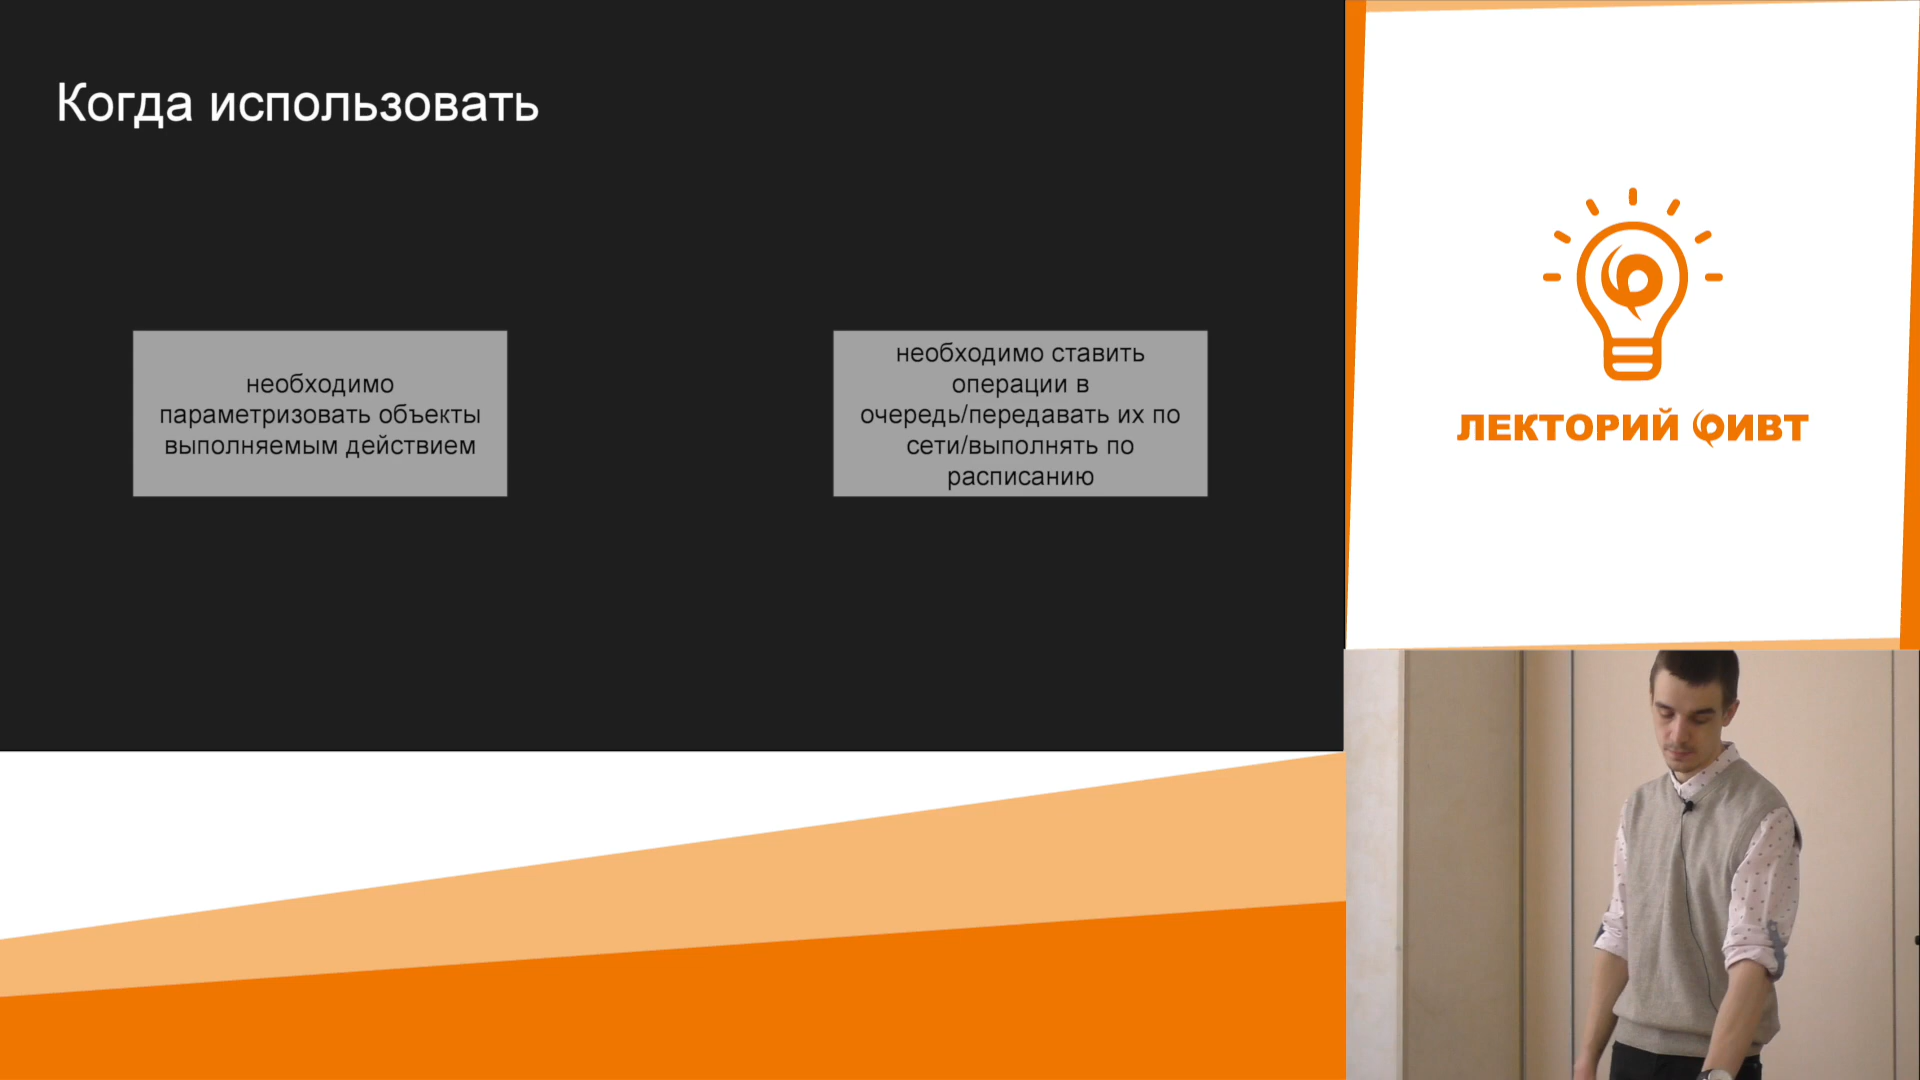 Когда использовать
необходимо
параметризовать объекты
выполняемым действием
необходимо ставить
операции в
очередь/передавать их по
сети/выполнять по
расписанию
ЛЕКТОРИЙ ФИВТ